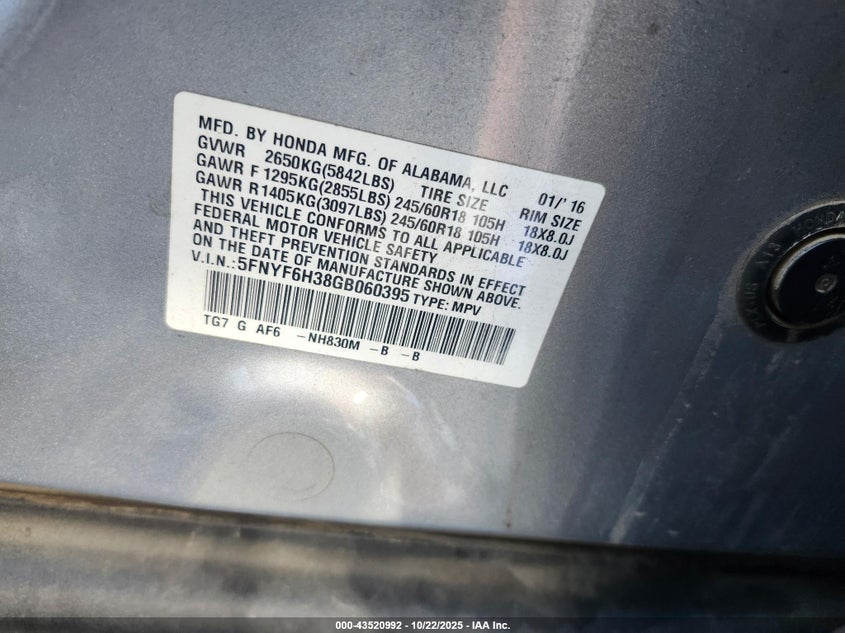 MFD. BY HONDA MFG. OF ALABAMA, LLC 01/'16
GVWR 2650KG(5842LBS) TIRE SIZE RIM SIZE
GAWR F 1295KG(2855LBS) 245/60R18 105H 18X8.0J
GAWR R 1405KG(3097LBS) 245/60R18 105H 18X8.0J
THIS VEHICLE CONFORMS TO ALL APPLICABLE
FEDERAL MOTOR VEHICLE SAFETY
AND THEFT PREVENTION STANDARDS IN EFFECT
ON THE DATE OF MANUFACTURE SHOWN ABOVE.
V.I.N.:5FNYF6H38GB060395 TYPE: MPV
TG7 G AF6 -NH830M -B -B
HONDA
000-43520992 - 10/22/2025 - IAA Inc.